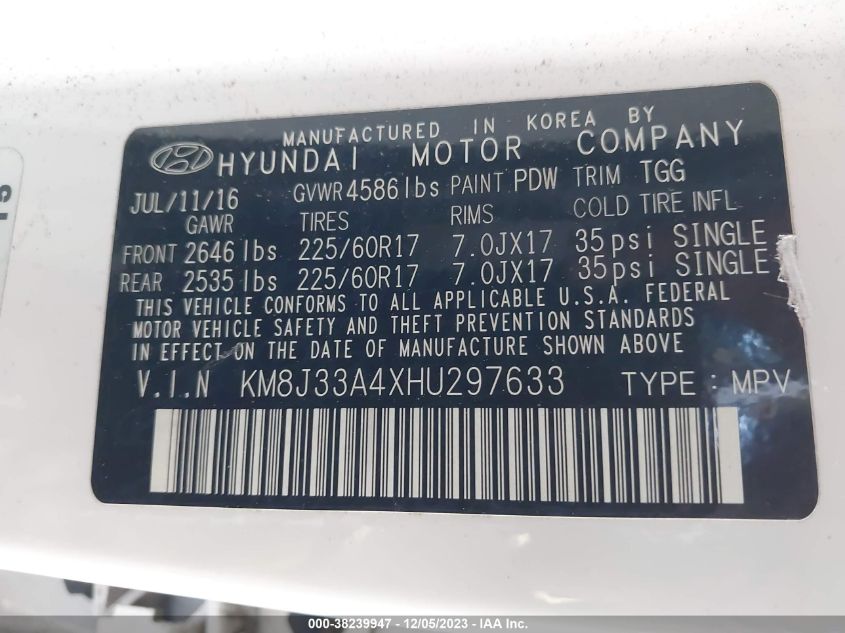 MANUFACTURED IN KOREA BY
HYUNDAI MOTOR COMPANY
JUL/11/16 GVWR 4586lbs PAINT PDW TRIM TGG
GAWR TIRES RIMS COLD TIRE INFL
FRONT 2646 lbs 225/60R17 7.0JX17 35psi SINGLE
REAR 2535 lbs 225/60R17 7.0JX17 35psi SINGLE
THIS VEHICLE CONFORMS TO ALL APPLICABLE U.S.A. FEDERAL
MOTOR VEHICLE SAFETY AND THEFT PREVENTION STANDARDS
IN EFFECT ON THE DATE OF MANUFACTURE SHOWN ABOVE
V.I.N KM8J33A4XHU297633 TYPE : MPV
000-38239947 - 12/05/2023 - IAA Inc.